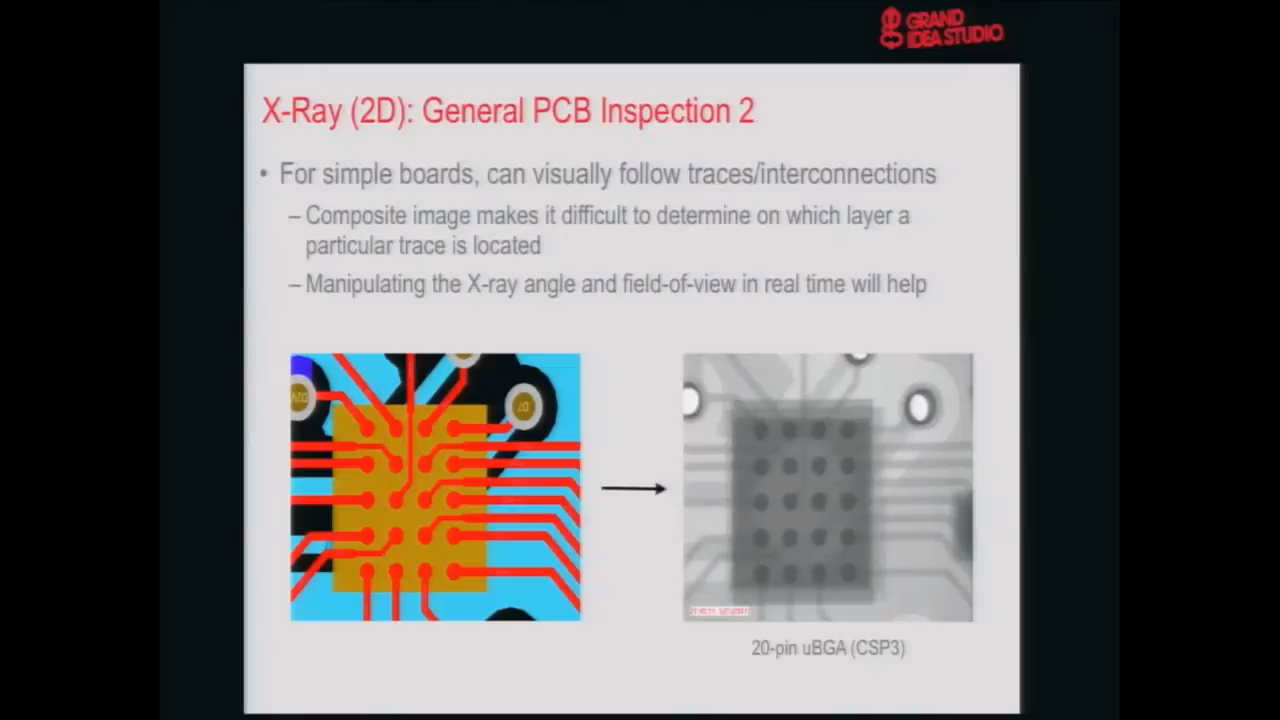 GRAND
IDEA STUDIO
X-Ray (2D): General PCB Inspection 2
• For simple boards, can visually follow traces/interconnections
– Composite image makes it difficult to determine on which layer a
particular trace is located
– Manipulating the X-ray angle and field-of-view in real time will help
D7
20-pin uBGA (CSP3)